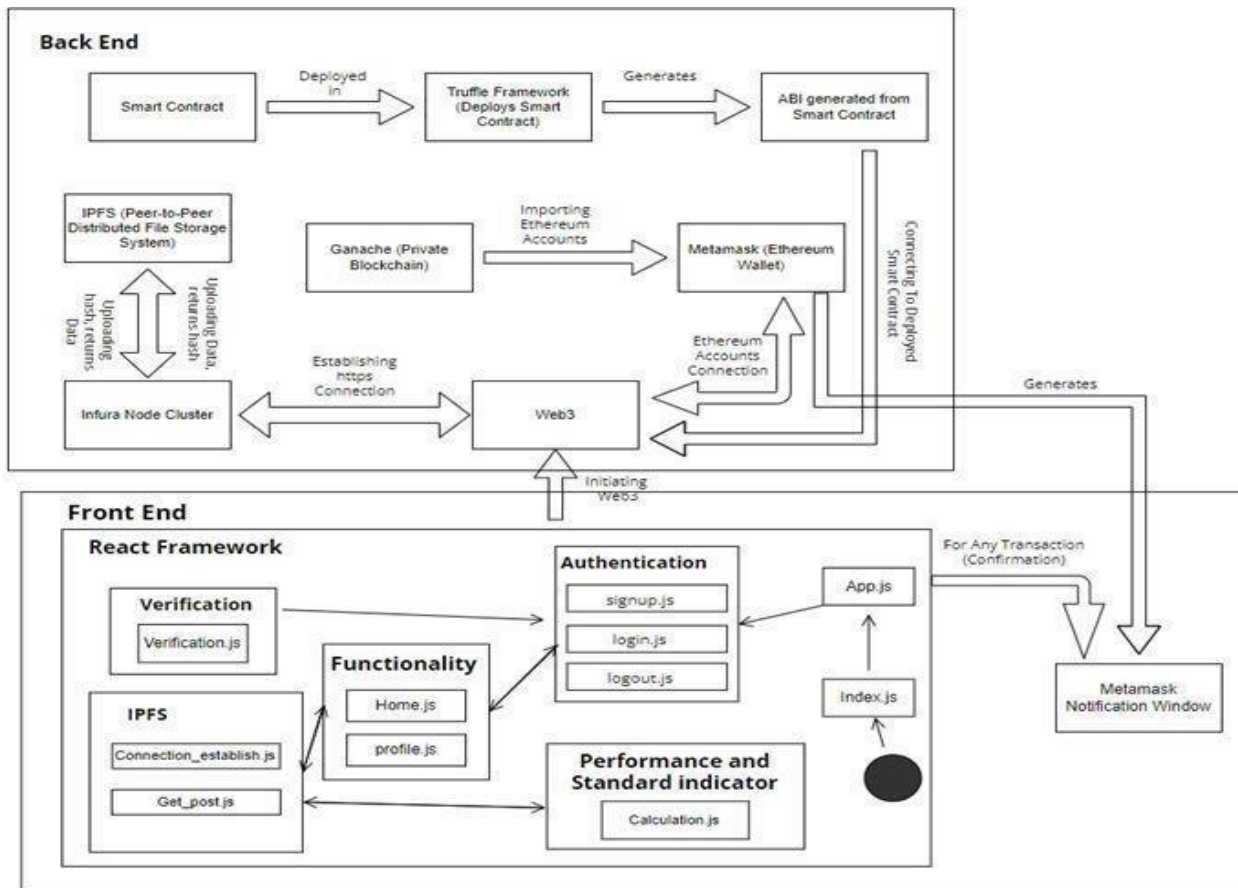 Back End
Smart Contract
Deployed
in
Truffle Framework
(Deploys Smart
Contract)
Generates
ABI generated from
Smart Contract
IPFS (Peer-to-Peer
Distributed File Storage
System)
Ganache (Private
Blockchain)
Importing
Ethereum
Accounts
Metamask (Ethereum
Wallet)
Connecting To Deployed
Smart Contract
Uploading Data,
returns hash
Uploading
hash, returns
Data
Infura Node Cluster
Establishing
https
Connection
Web3
Ethereum
Accounts
Connection
Generates
Initiating
Web3
Front End
React Framework
Verification
Verification.js
Authentication
signup.js
login.js
logout.js
App.js
For Any Transaction
(Confirmation)
Functionality
Home.js
profile.js
Index.js
Metamask
Notification Window
IPFS
Connection_establish.js
Get_post.js
Performance and
Standard indicator
Calculation.js